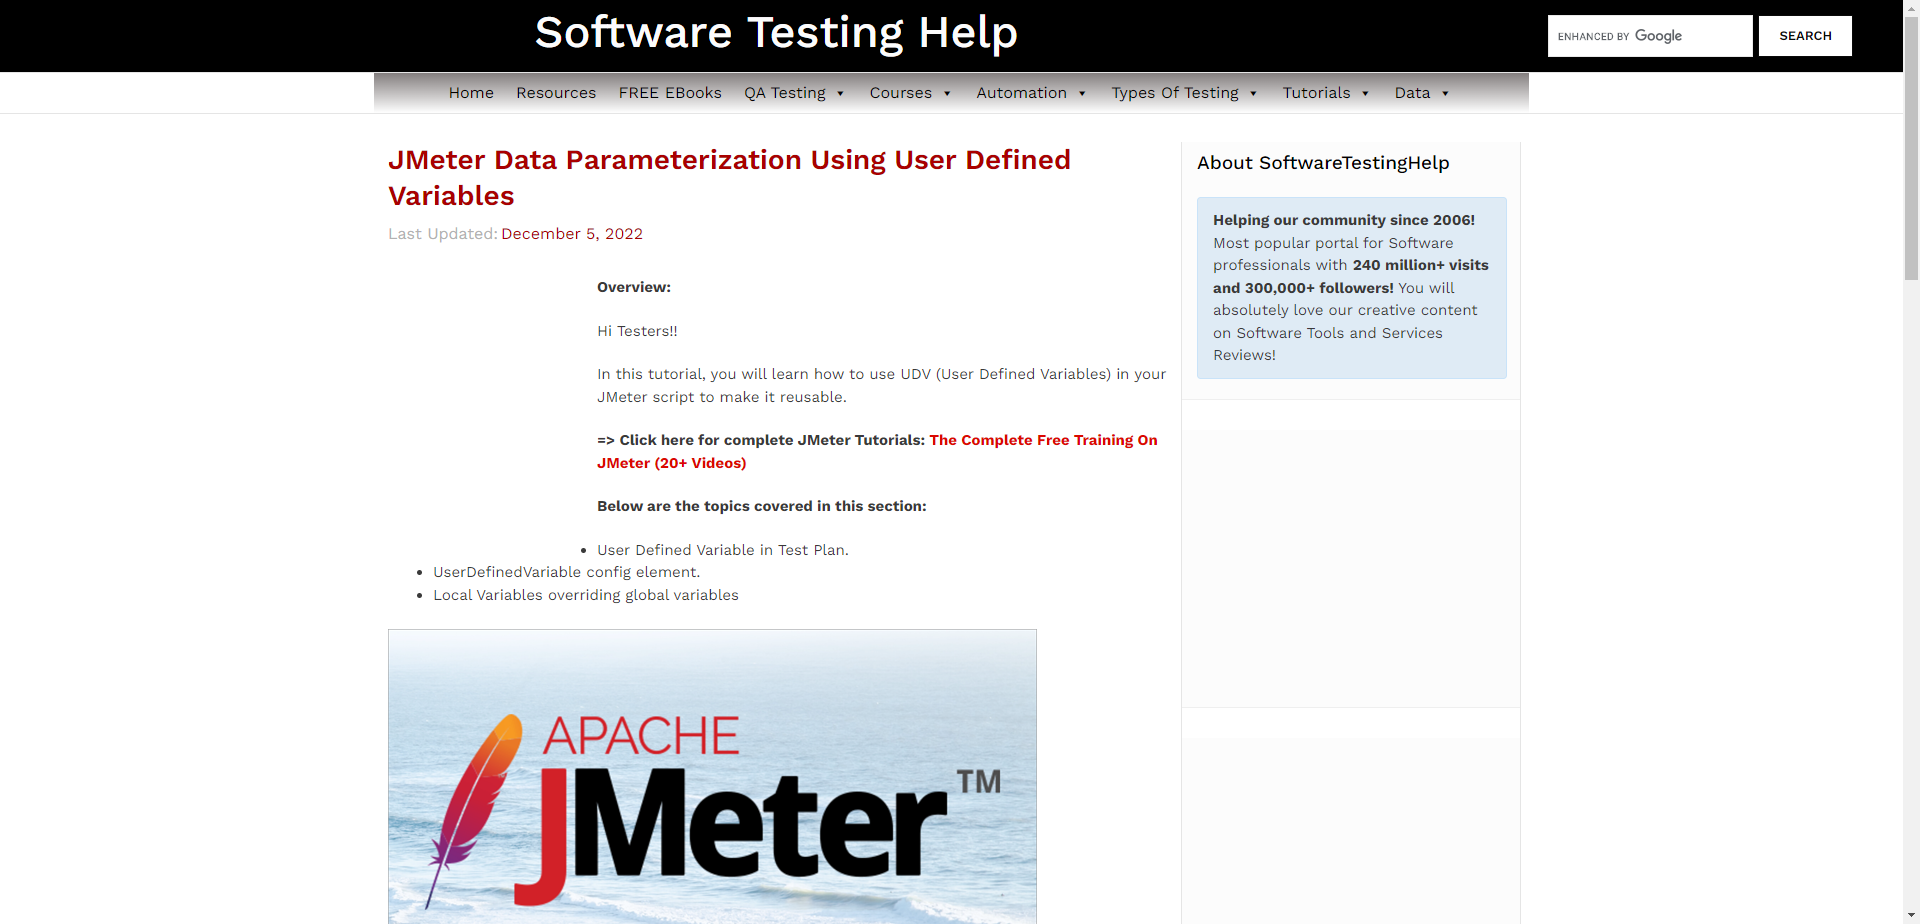 Software Testing Help
ENHANCED BY Google
SEARCH
Home Resources FREE EBooks QA Testing Courses Automation Types Of Testing Tutorials Data
JMeter Data Parameterization Using User Defined
Variables
Last Updated: December 5, 2022
Overview:
Hi Testers!!
In this tutorial, you will learn how to use UDV (User Defined Variables) in your
JMeter script to make it reusable.
=> Click here for complete JMeter Tutorials: The Complete Free Training On
JMeter (20+ Videos)
Below are the topics covered in this section:
User Defined Variable in Test Plan.
UserDefinedVariable config element.
Local Variables overriding global variables
APACHE
JMeter TM
About SoftwareTestingHelp
Helping our community since 2006!
Most popular portal for Software
professionals with 240 million+ visits
and 300,000+ followers! You will
absolutely love our creative content
on Software Tools and Services
Reviews!